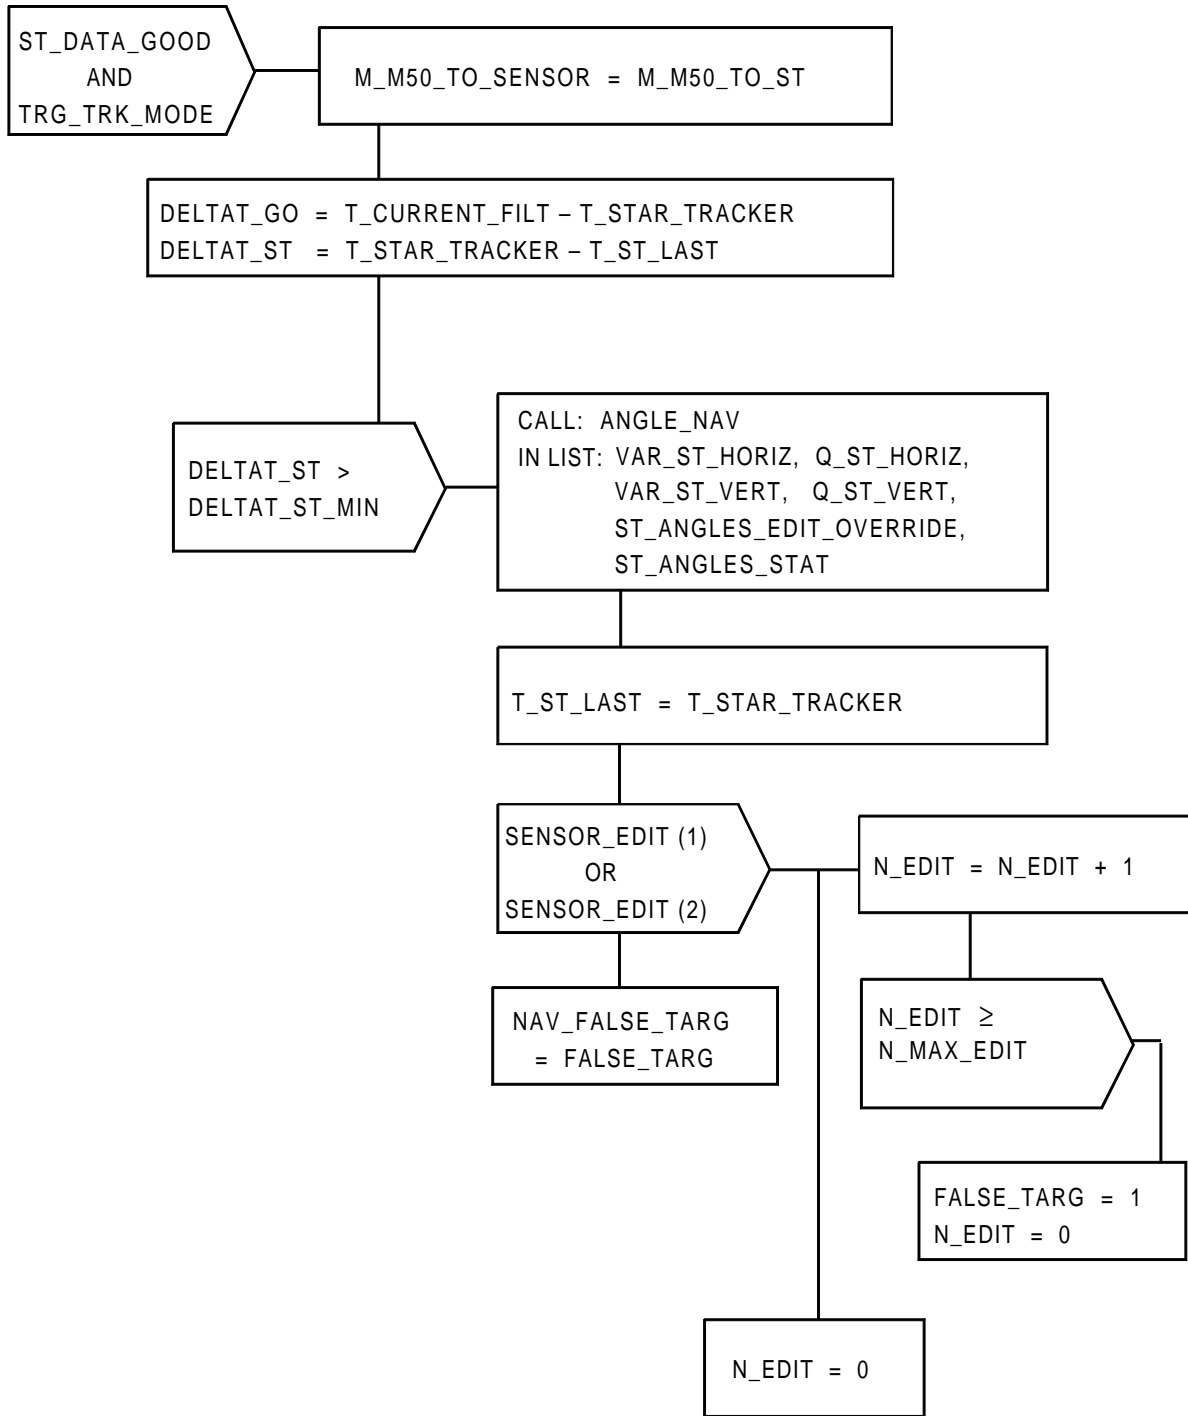 ST_DATA_GOOD
AND
TRG_TRK_MODE
M_M50_TO_SENSOR = M_M50_TO_ST
DELTAT_GO = T_CURRENT_FILT – T_STAR_TRACKER
DELTAT_ST = T_STAR_TRACKER – T_ST_LAST
DELTAT_ST >
DELTAT_ST_MIN
CALL: ANGLE_NAV
IN LIST: VAR_ST_HORIZ, Q_ST_HORIZ,
VAR_ST_VERT, Q_ST_VERT,
ST_ANGLES_EDIT_OVERRIDE,
ST_ANGLES_STAT
T_ST_LAST = T_STAR_TRACKER
SENSOR_EDIT (1)
OR
SENSOR_EDIT (2)
N_EDIT = N_EDIT + 1
NAV_FALSE_TARG
= FALSE_TARG
N_EDIT ≥
N_MAX_EDIT
FALSE_TARG = 1
N_EDIT = 0
N_EDIT = 0